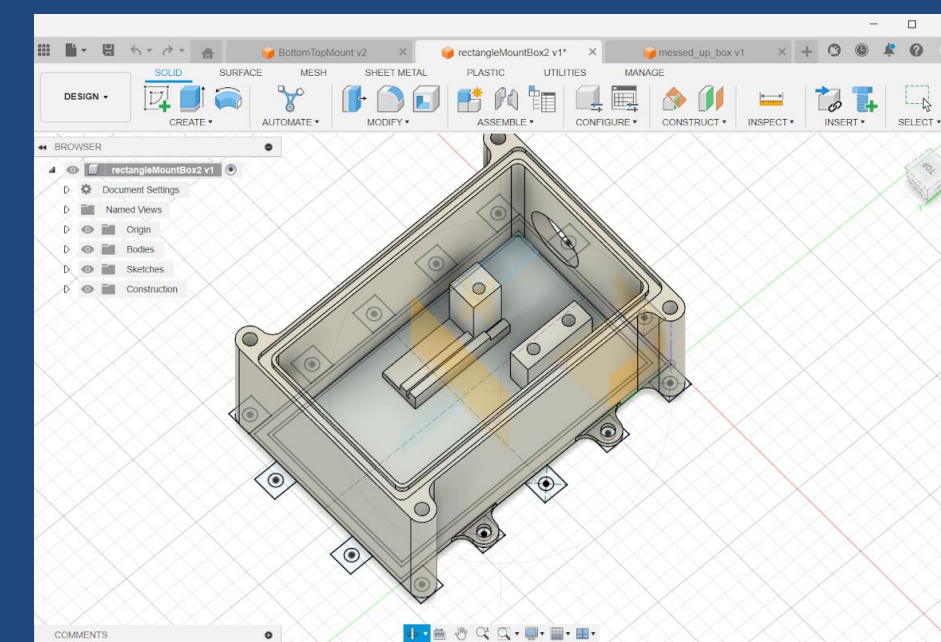 BottomTopMount v2
rectangleMountBox2 v1*
messed_up_box v1
DESIGN
SOLID SURFACE MESH SHEET METAL PLASTIC UTILITIES MANAGE
CREATE AUTOMATE MODIFY ASSEMBLE CONFIGURE CONSTRUCT INSPECT INSERT SELECT
BROWSER
rectangleMountBox2 v1
Document Settings
Named Views
Origin
Bodies
Sketches
Construction
TOP
COMMENTS